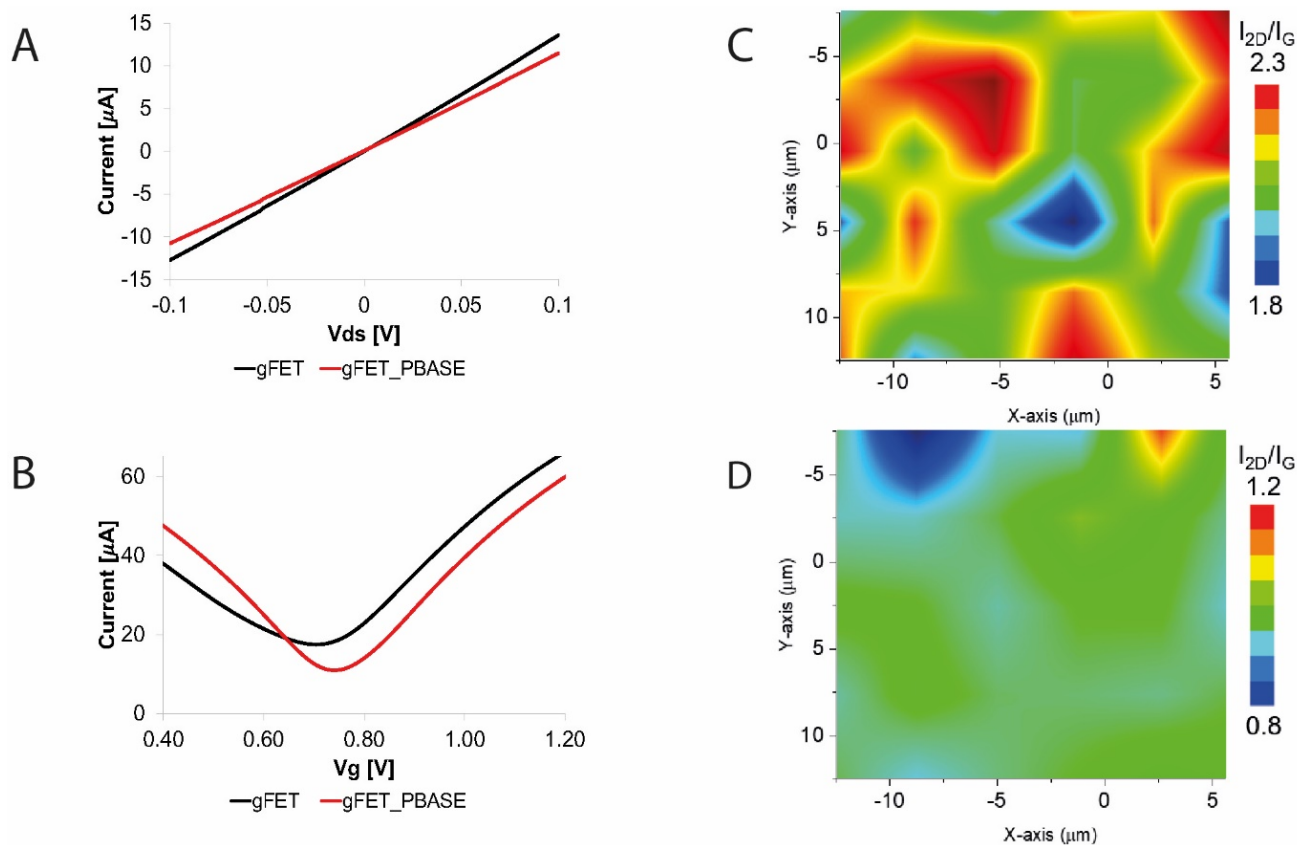 A
Current [μA]
15
10
5
0
-5
-10
-15
-0.1
-0.05
0
0.05
0.1
Vds [V]
gFET
gFET_PBASE
B
Current [μA]
60
40
20
0
0.40
0.60
0.80
1.00
1.20
Vg [V]
gFET
gFET_PBASE
C
Y-axis (μm)
-5
0
5
10
-10
-5
0
5
X-axis (μm)
I2D/IG
2.3
1.8
D
Y-axis (μm)
-5
0
5
10
-10
-5
0
5
X-axis (μm)
I2D/IG
1.2
0.8